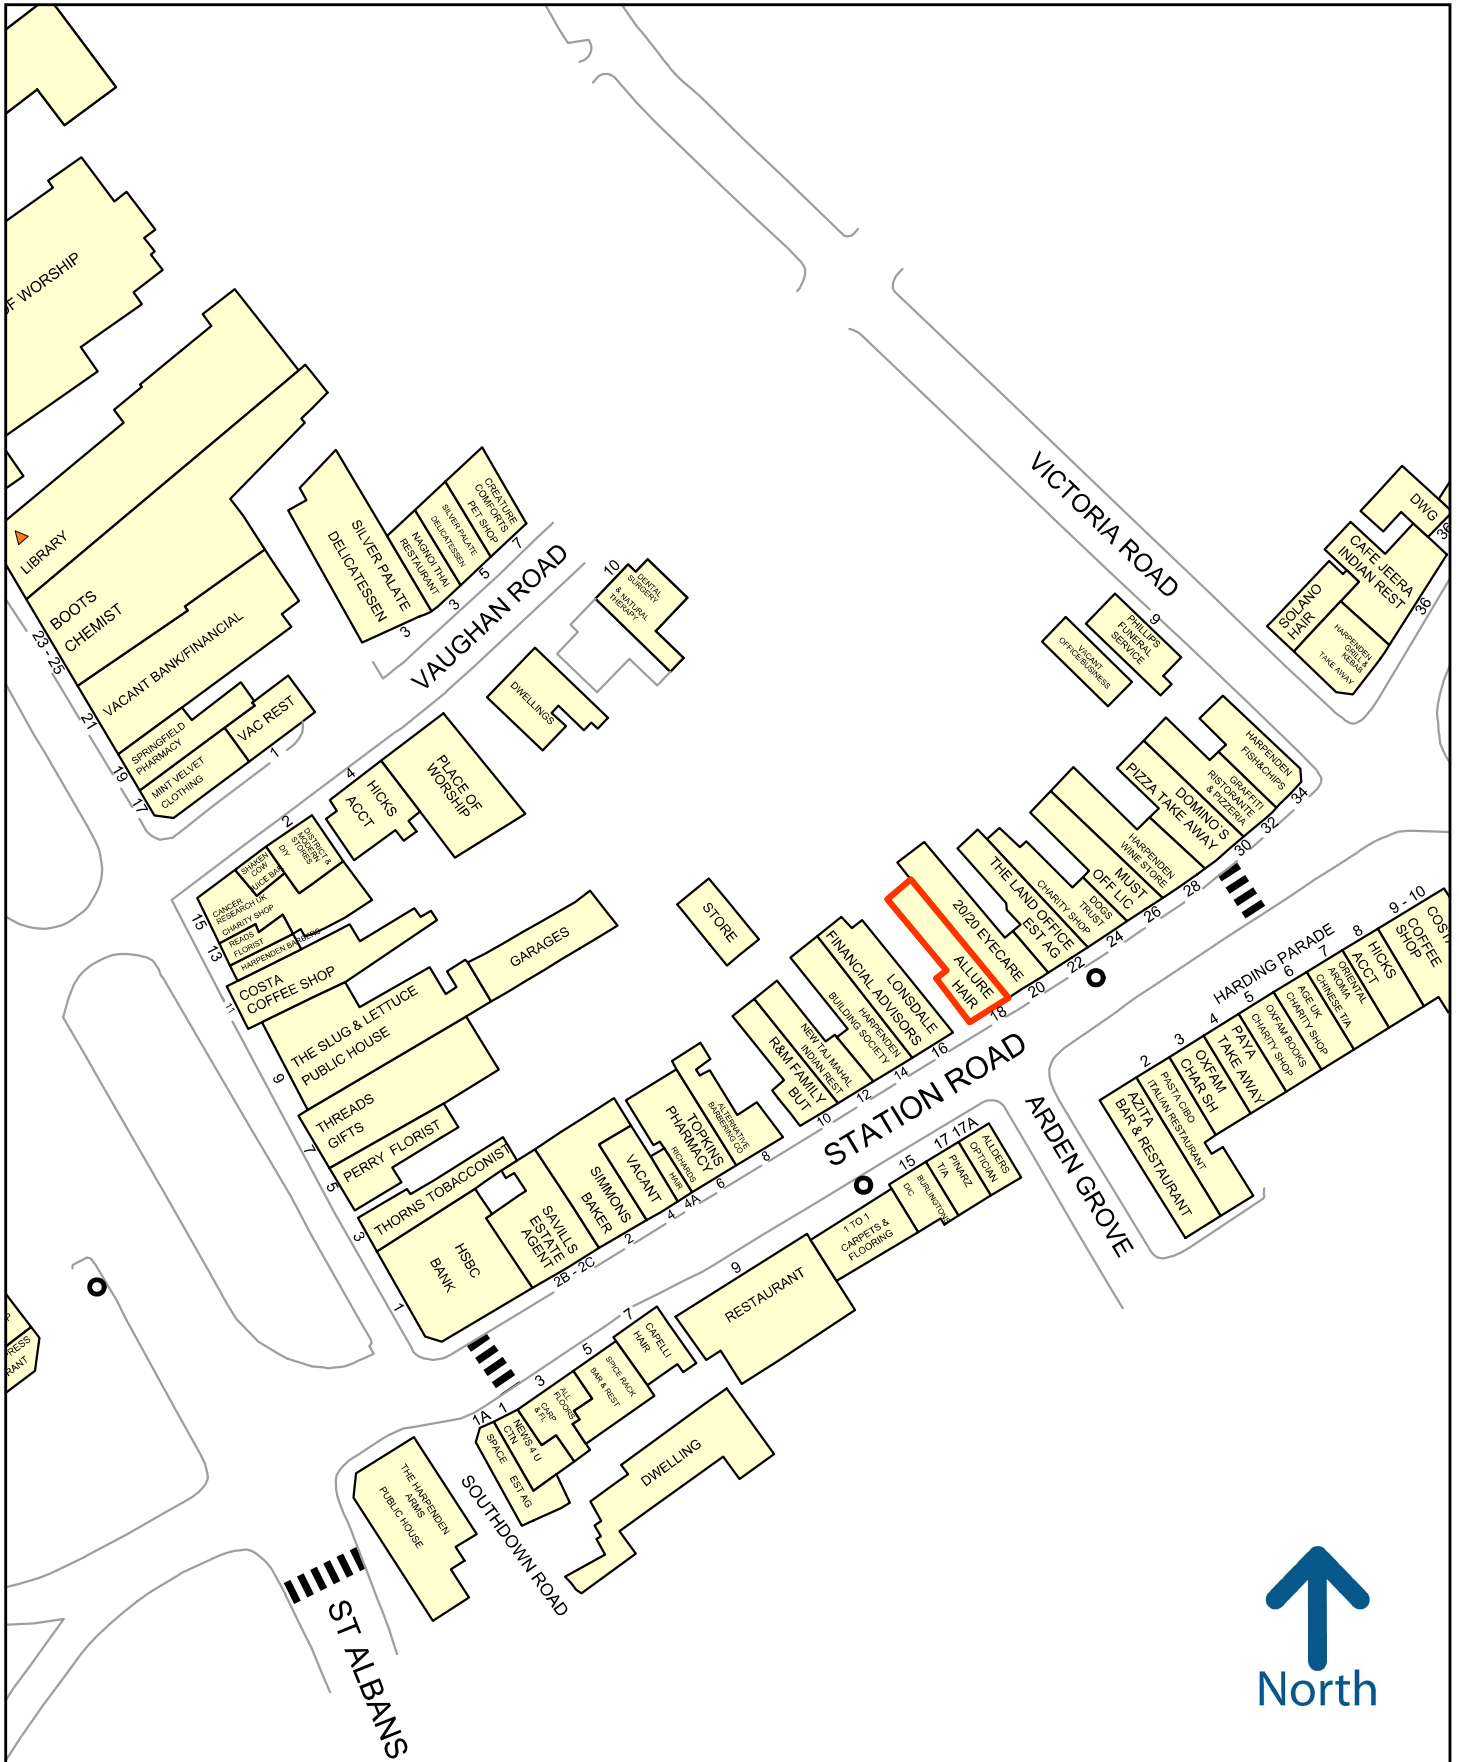 OF WORSHIP
LIBRARY
BOOTS
CHEMIST
VACANT BANK/FINANCIAL
SPRINGFIELD
PHARMACY
MINT VELVET
CLOTHING
VAC REST
1
23 - 25
21
19
17
SILVER PALATE
DELICATESSEN
NAGNOI THAI
RESTAURANT
SILVER PALATE
DELICATESSEN
CREATURE
COMFORTS
PET SHOP
3
3
5
7
VAUGHAN ROAD
10
DENTAL
SURGERY
& NATURAL
THERAPY
DWELLINGS
4
HICKS
ACCT
PLACE OF
WORSHIP
2
DISTRICT &
MODERN
STORES
DIY
SHAKEN
COW
JUICE BAR
CANCER
RESEARCH UK
CHARITY SHOP
READS
FLORIST
HARPENDEN BARBERS
COSTA
COFFEE SHOP
15
13
11
9
7
5
3
1
THE SLUG & LETTUCE
PUBLIC HOUSE
GARAGES
THREADS
GIFTS
PERRY FLORIST
THORNS TOBACCONIST
HSBC
BANK
SAVILLS
ESTATE
AGENT
SIMMONS
BAKER
VACANT
RICHARDS
HAIR
TOPKINS
PHARMACY
ALTERNATIVE
BARBERING CO
2B - 2C
2
4
4A
6
8
STORE
R&M FAMILY
BUT
NEW TAJ MAHAL
INDIAN REST
HARPENDEN
BUILDING SOCIETY
FINANCIAL ADVISORS
LONSDALE
10
12
14
16
ALLURE
HAIR
20/20 EYECARE
THE LAND OFFICE
EST AG
CHARITY SHOP
DOGS
TRUST
MUST
OFF LIC
HARPENDEN
WINE STORE
DOMINO'S
PIZZA TAKE AWAY
GRAFFITI
RISTORANTE
& PIZZERIA
HARPENDEN
FISH&CHIPS
18
20
22
24
26
28
30
32
34
STATION ROAD
VICTORIA ROAD
9
PHILLIPS
FUNERAL
SERVICE
VACANT
OFFICE/BUSINESS
DWG
CAFE JEERA
INDIAN REST
SOLANO
HAIR
HARPENDEN
GRILL &
KEBAB
TAKE AWAY
36
HARDING PARADE
2
3
4
5
6
7
8
9 - 10
AZITA
BAR & RESTAURANT
PASTA CIBO
ITALIAN RESTAURANT
OXFAM
CHAR SH
PAYA
TAKE AWAY
OXFAM BOOKS
CHARITY SHOP
AGE UK
CHARITY SHOP
ORIENTAL
AROMA
CHINESE T/A
HICKS
ACCT
COFFEE
SHOP
ARDEN GROVE
1A
1
3
5
7
9
15
17
17A
SPACE
EST AG
NEWS 4 U
CTN
ALL
FLOORS
CARP
& FL
SPICE RACK
BAR & REST
CAPELLI
HAIR
RESTAURANT
1 TO 1
CARPETS &
FLOORING
BURLINGTONS
D/C
PINARZ
T/A
ALLDERS
OPTICIAN
DWELLING
THE HARPENDEN
ARMS
PUBLIC HOUSE
SOUTHDOWN ROAD
ST ALBANS
North